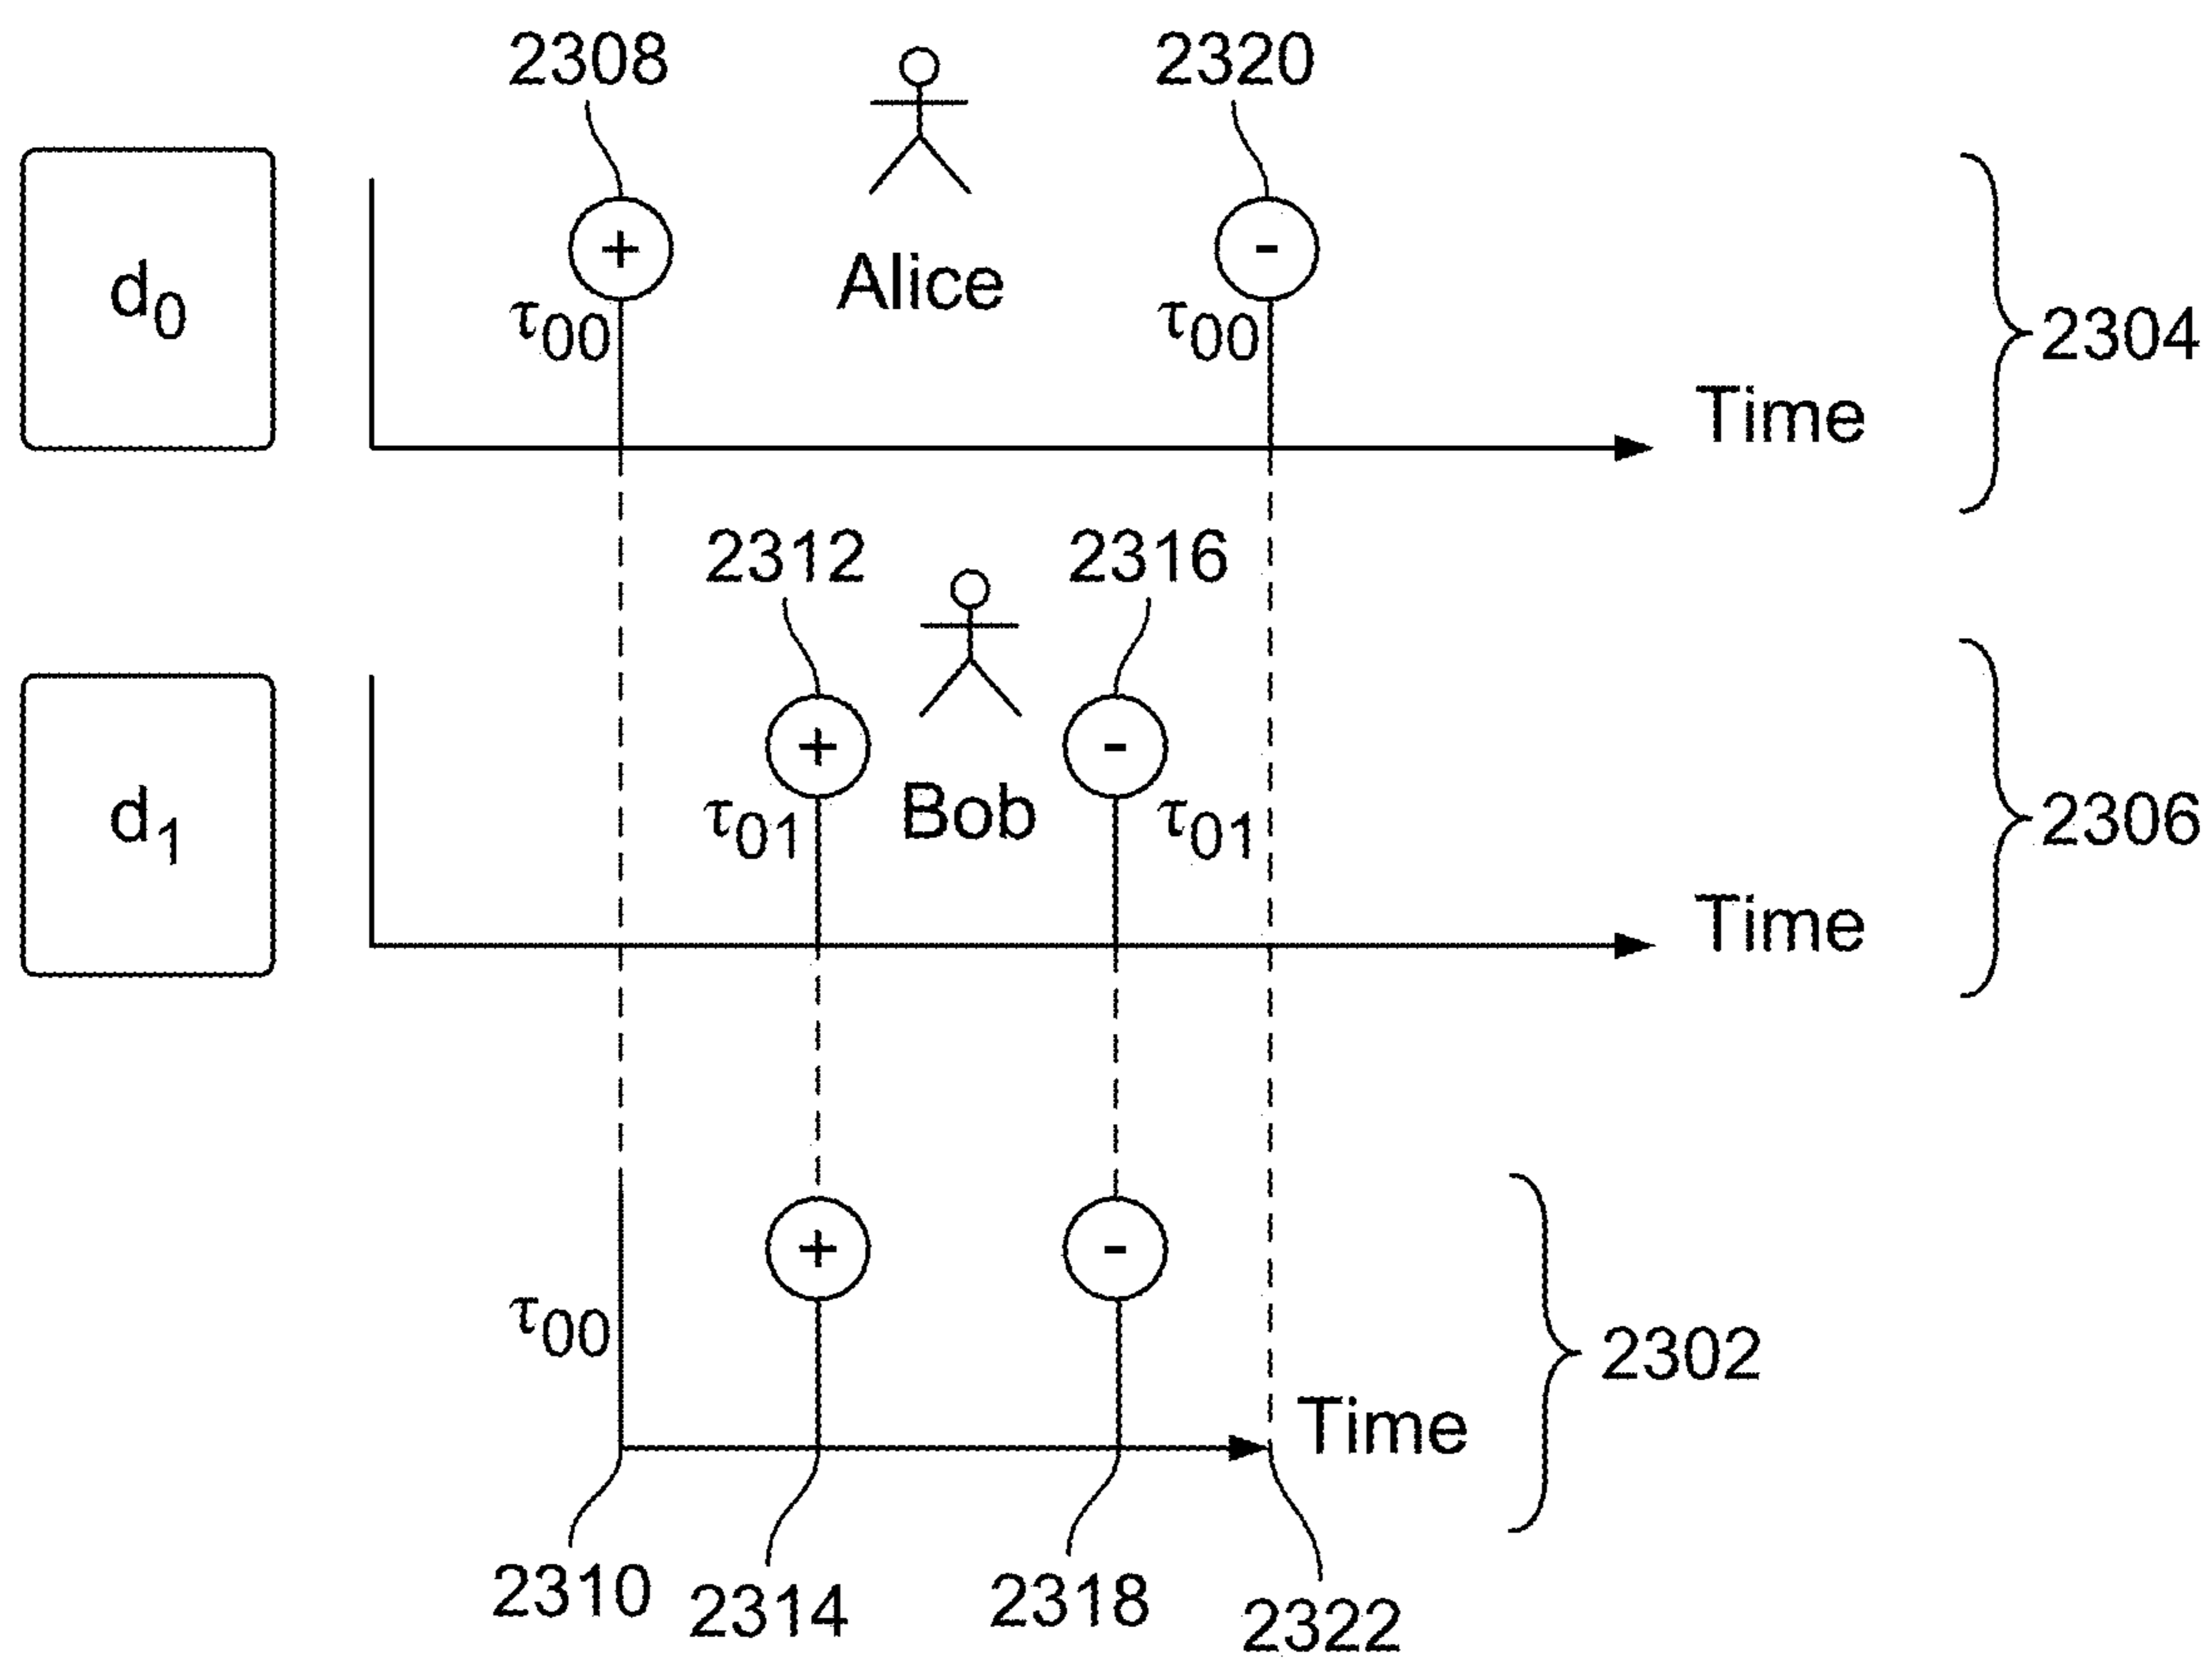 2308
2320
+
-
d0
Alice
τ00
τ00
2304
Time
2312
2316
+
-
d1
τ01
Bob
τ01
2306
Time
+
-
τ00
2302
Time
2310
2314
2318
2322